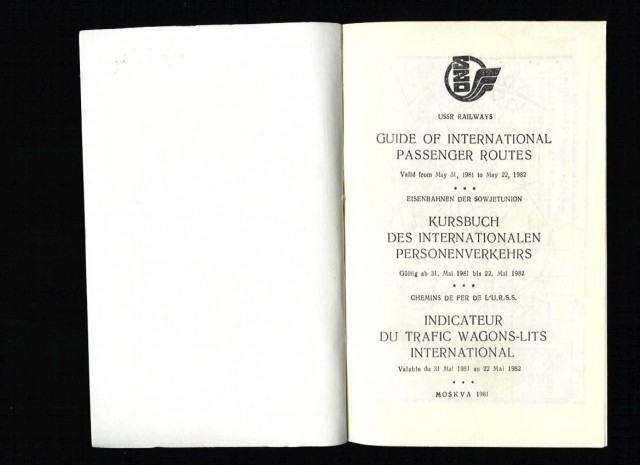 USSR RAILWAYS
GUIDE OF INTERNATIONAL
PASSENGER ROUTES
Valid from May 31, 1981 to May 22, 1982
* * *
EISENBAHNEN DER SOWJETUNION
KURSBUCH
DES INTERNATIONALEN
PERSONENVERKEHRS
Gültig ab 31. Mai 1981 bis 22. Mai 1982
* * *
CHEMINS DE FER DE L'U.R.S.S.
INDICATEUR
DU TRAFIC WAGONS-LITS
INTERNATIONAL
Valable du 31 Mai 1981 au 22 Mai 1982
* * *
MOSKVA 1981